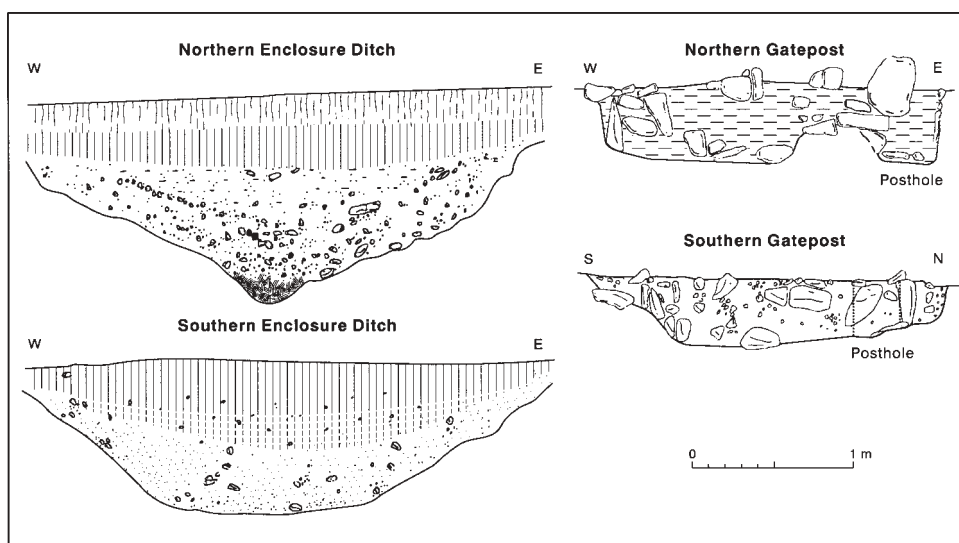 Northern Enclosure Ditch
W E
Southern Enclosure Ditch
W E
Northern Gatepost
W E
Posthole
Southern Gatepost
S N
Posthole
0 1 m